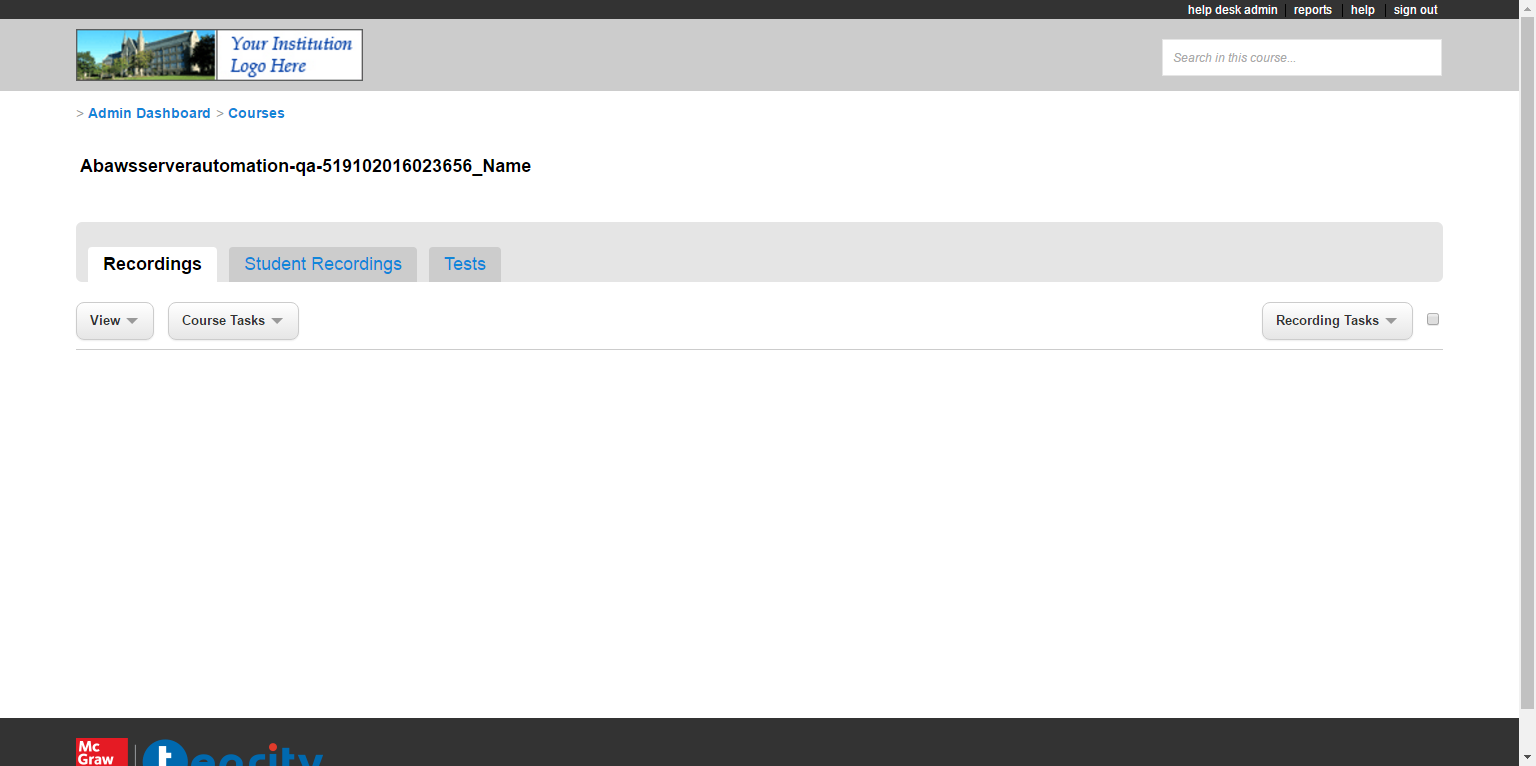 help desk admin reports help sign out
Your Institution
Logo Here
Search in this course...
> Admin Dashboard > Courses
Abawsserverautomation-qa-519102016023656_Name
Recordings Student Recordings Tests
View Course Tasks Recording Tasks
Mc
Graw